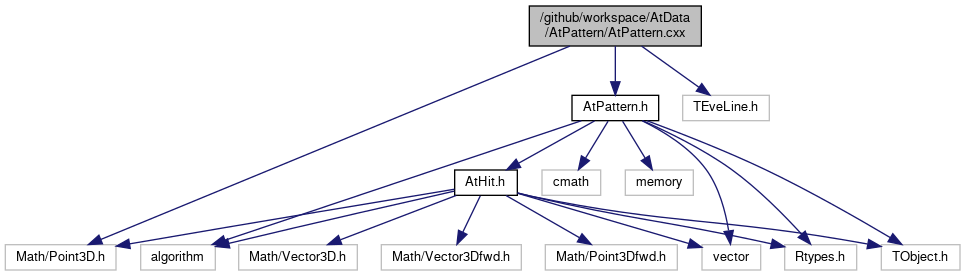 /github/workspace/AtData
/AtPattern/AtPattern.cxx
AtPattern.h
TEveLine.h
AtHit.h
cmath
memory
Math/Point3D.h
algorithm
Math/Vector3D.h
Math/Vector3Dfwd.h
Math/Point3Dfwd.h
vector
Rtypes.h
TObject.h